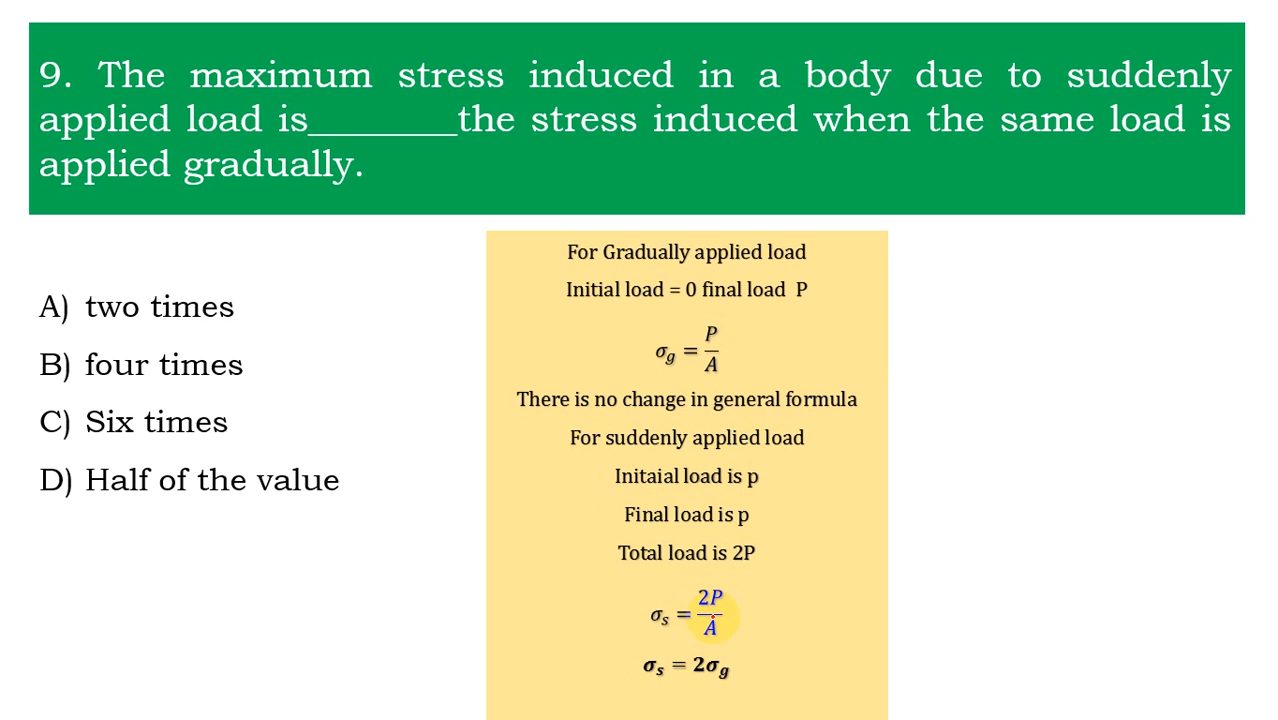 9. The maximum stress induced in a body due to suddenly
applied load is________the stress induced when the same load is
applied gradually.
A) two times
B) four times
C) Six times
D) Half of the value
For Gradually applied load
Initial load = 0 final load P
σg = P/A
There is no change in general formula
For suddenly applied load
Initaial load is p
Final load is p
Total load is 2P
σs = 2P/A
σs = 2σg